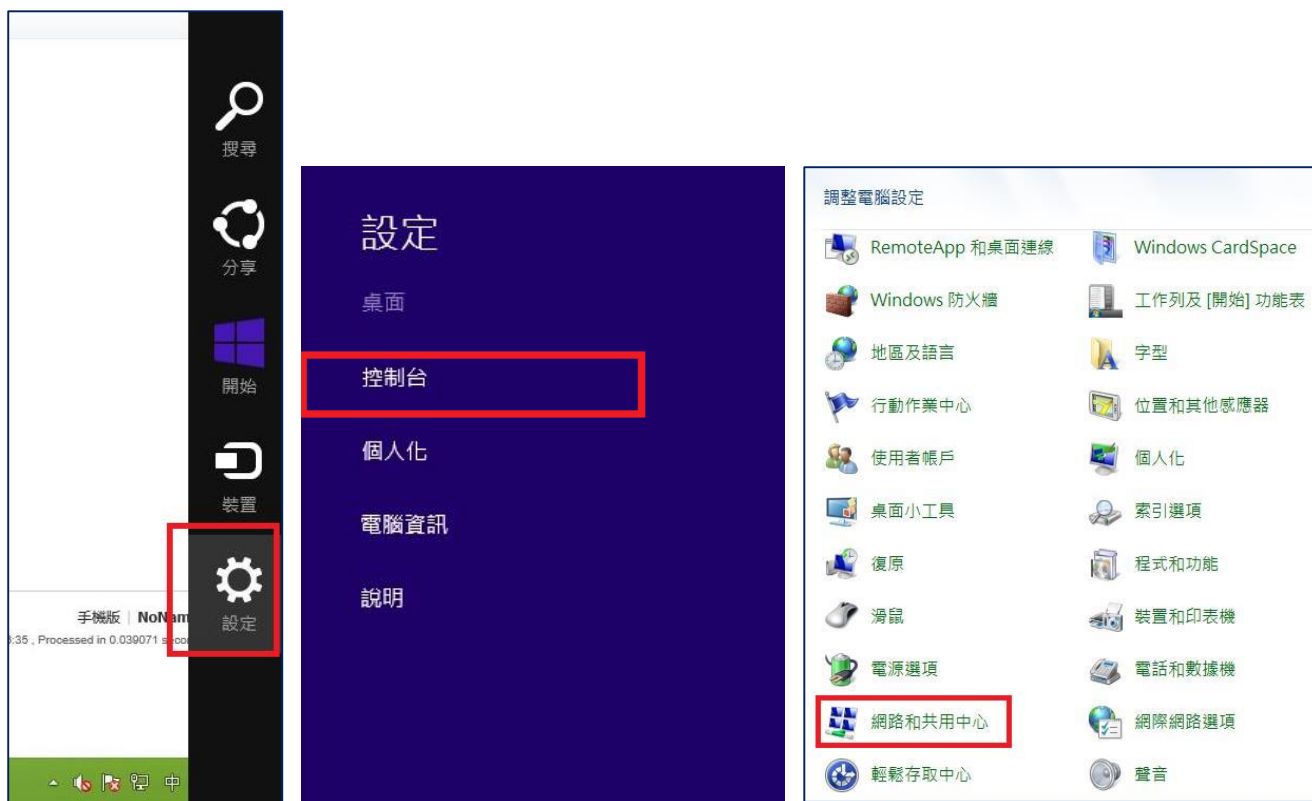 搜尋
分享
開始
裝置
設定
手機版 | NoNam
:35 , Processed in 0.039071 seco
中
設定
桌面
控制台
個人化
電腦資訊
說明
調整電腦設定
RemoteApp 和桌面連線
Windows CardSpace
Windows 防火牆
工作列及 [開始] 功能表
地區及語言
字型
行動作業中心
位置和其他感應器
使用者帳戶
個人化
桌面小工具
索引選項
復原
程式和功能
滑鼠
裝置和印表機
電源選項
電話和數據機
網路和共用中心
網際網路選項
輕鬆存取中心
聲音